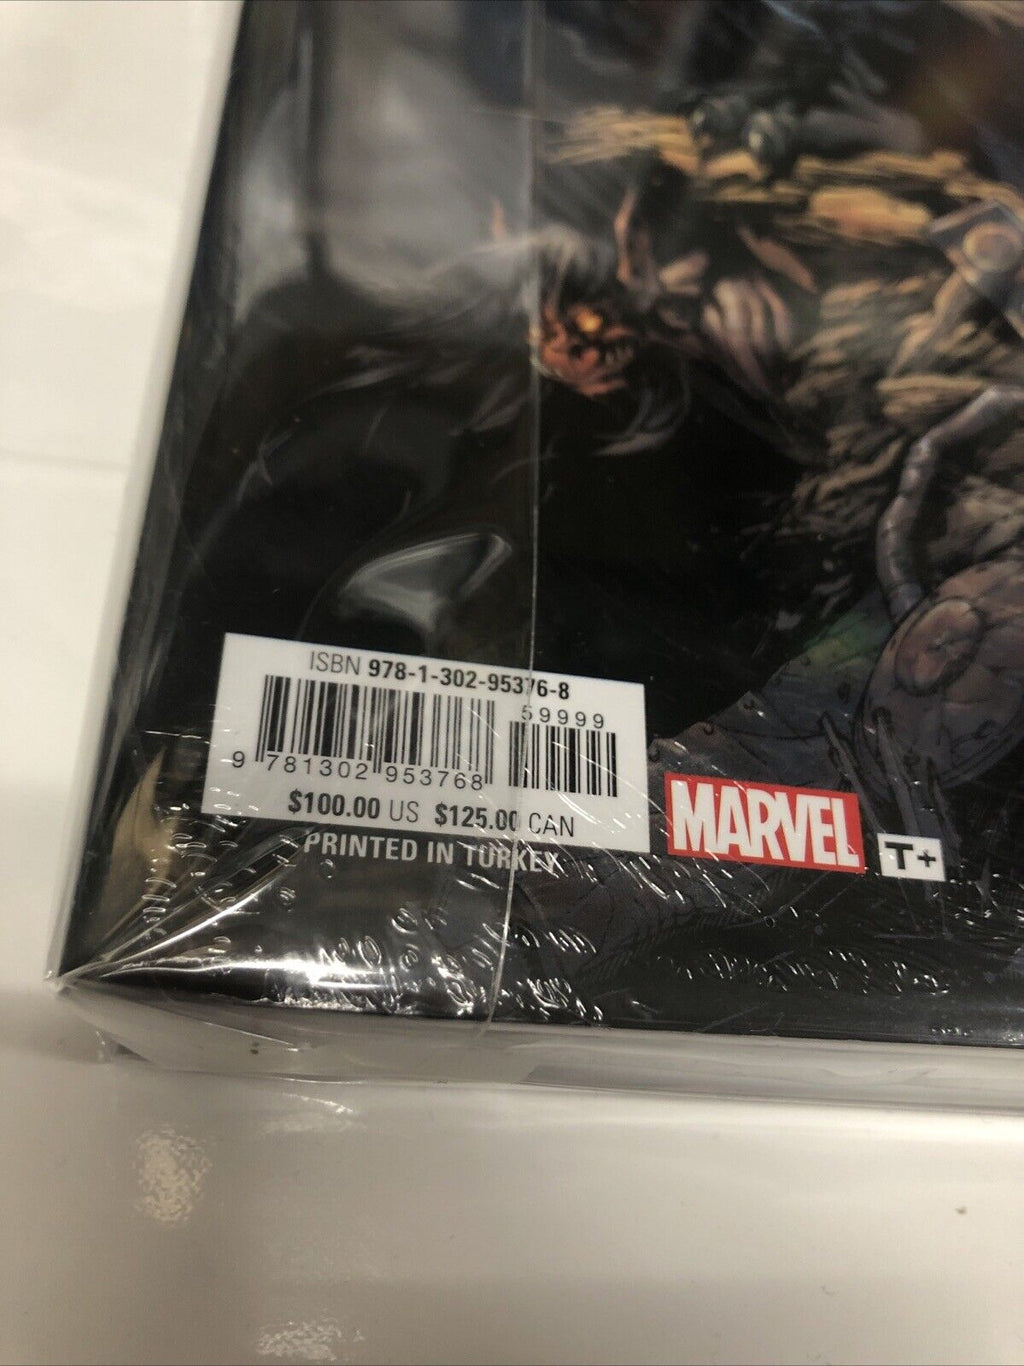 ISBN 978-1-302-95376-8
59999
9 781302 953768
$100.00 US $125.00 CAN
PRINTED IN TURKEY
MARVEL
T+